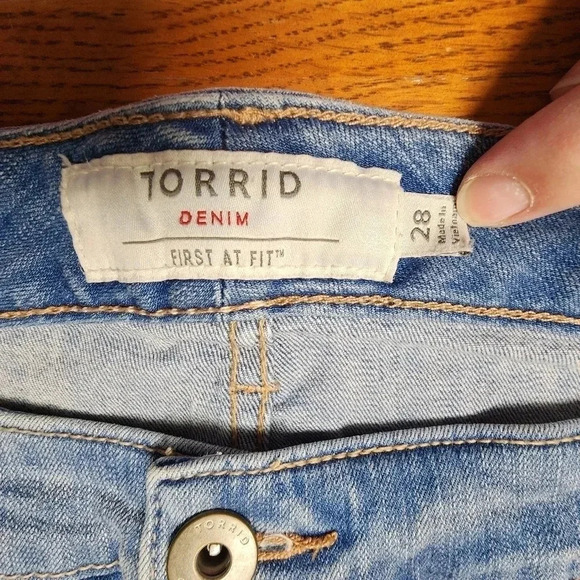 TORRID
DENIM
FIRST AT FIT™
28
Made in
Vietnam
TORRID